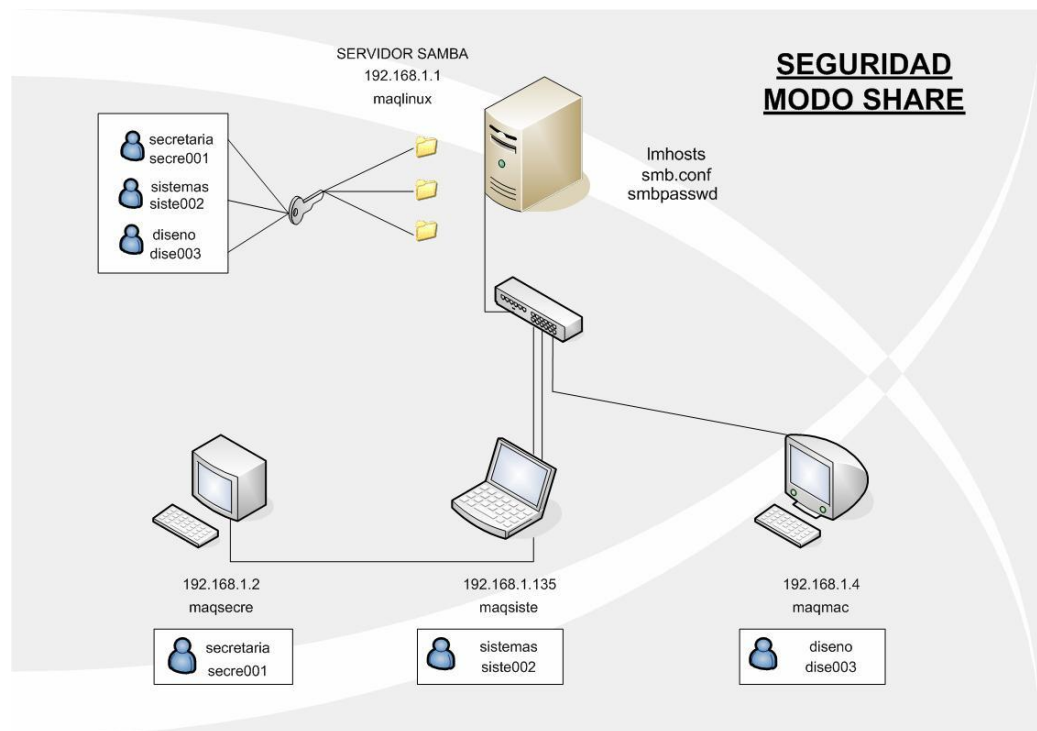 SERVIDOR SAMBA
192.168.1.1
maqlinux
SEGURIDAD
MODO SHARE
secretaria
secre001
sistemas
siste002
diseno
dise003
lmhosts
smb.conf
smbpasswd
192.168.1.2
maqsecre
192.168.1.135
maqsiste
192.168.1.4
maqmac
secretaria
secre001
sistemas
siste002
diseno
dise003